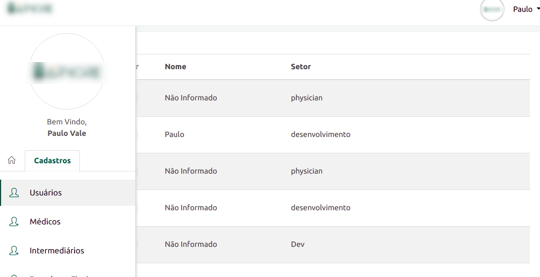 Paulo
Bem Vindo,
Paulo Vale
Cadastros
Usuários
Médicos
Intermediários
Nome Setor
Não Informado physician
Paulo desenvolvimento
Não Informado physician
Não Informado desenvolvimento
Não Informado Dev